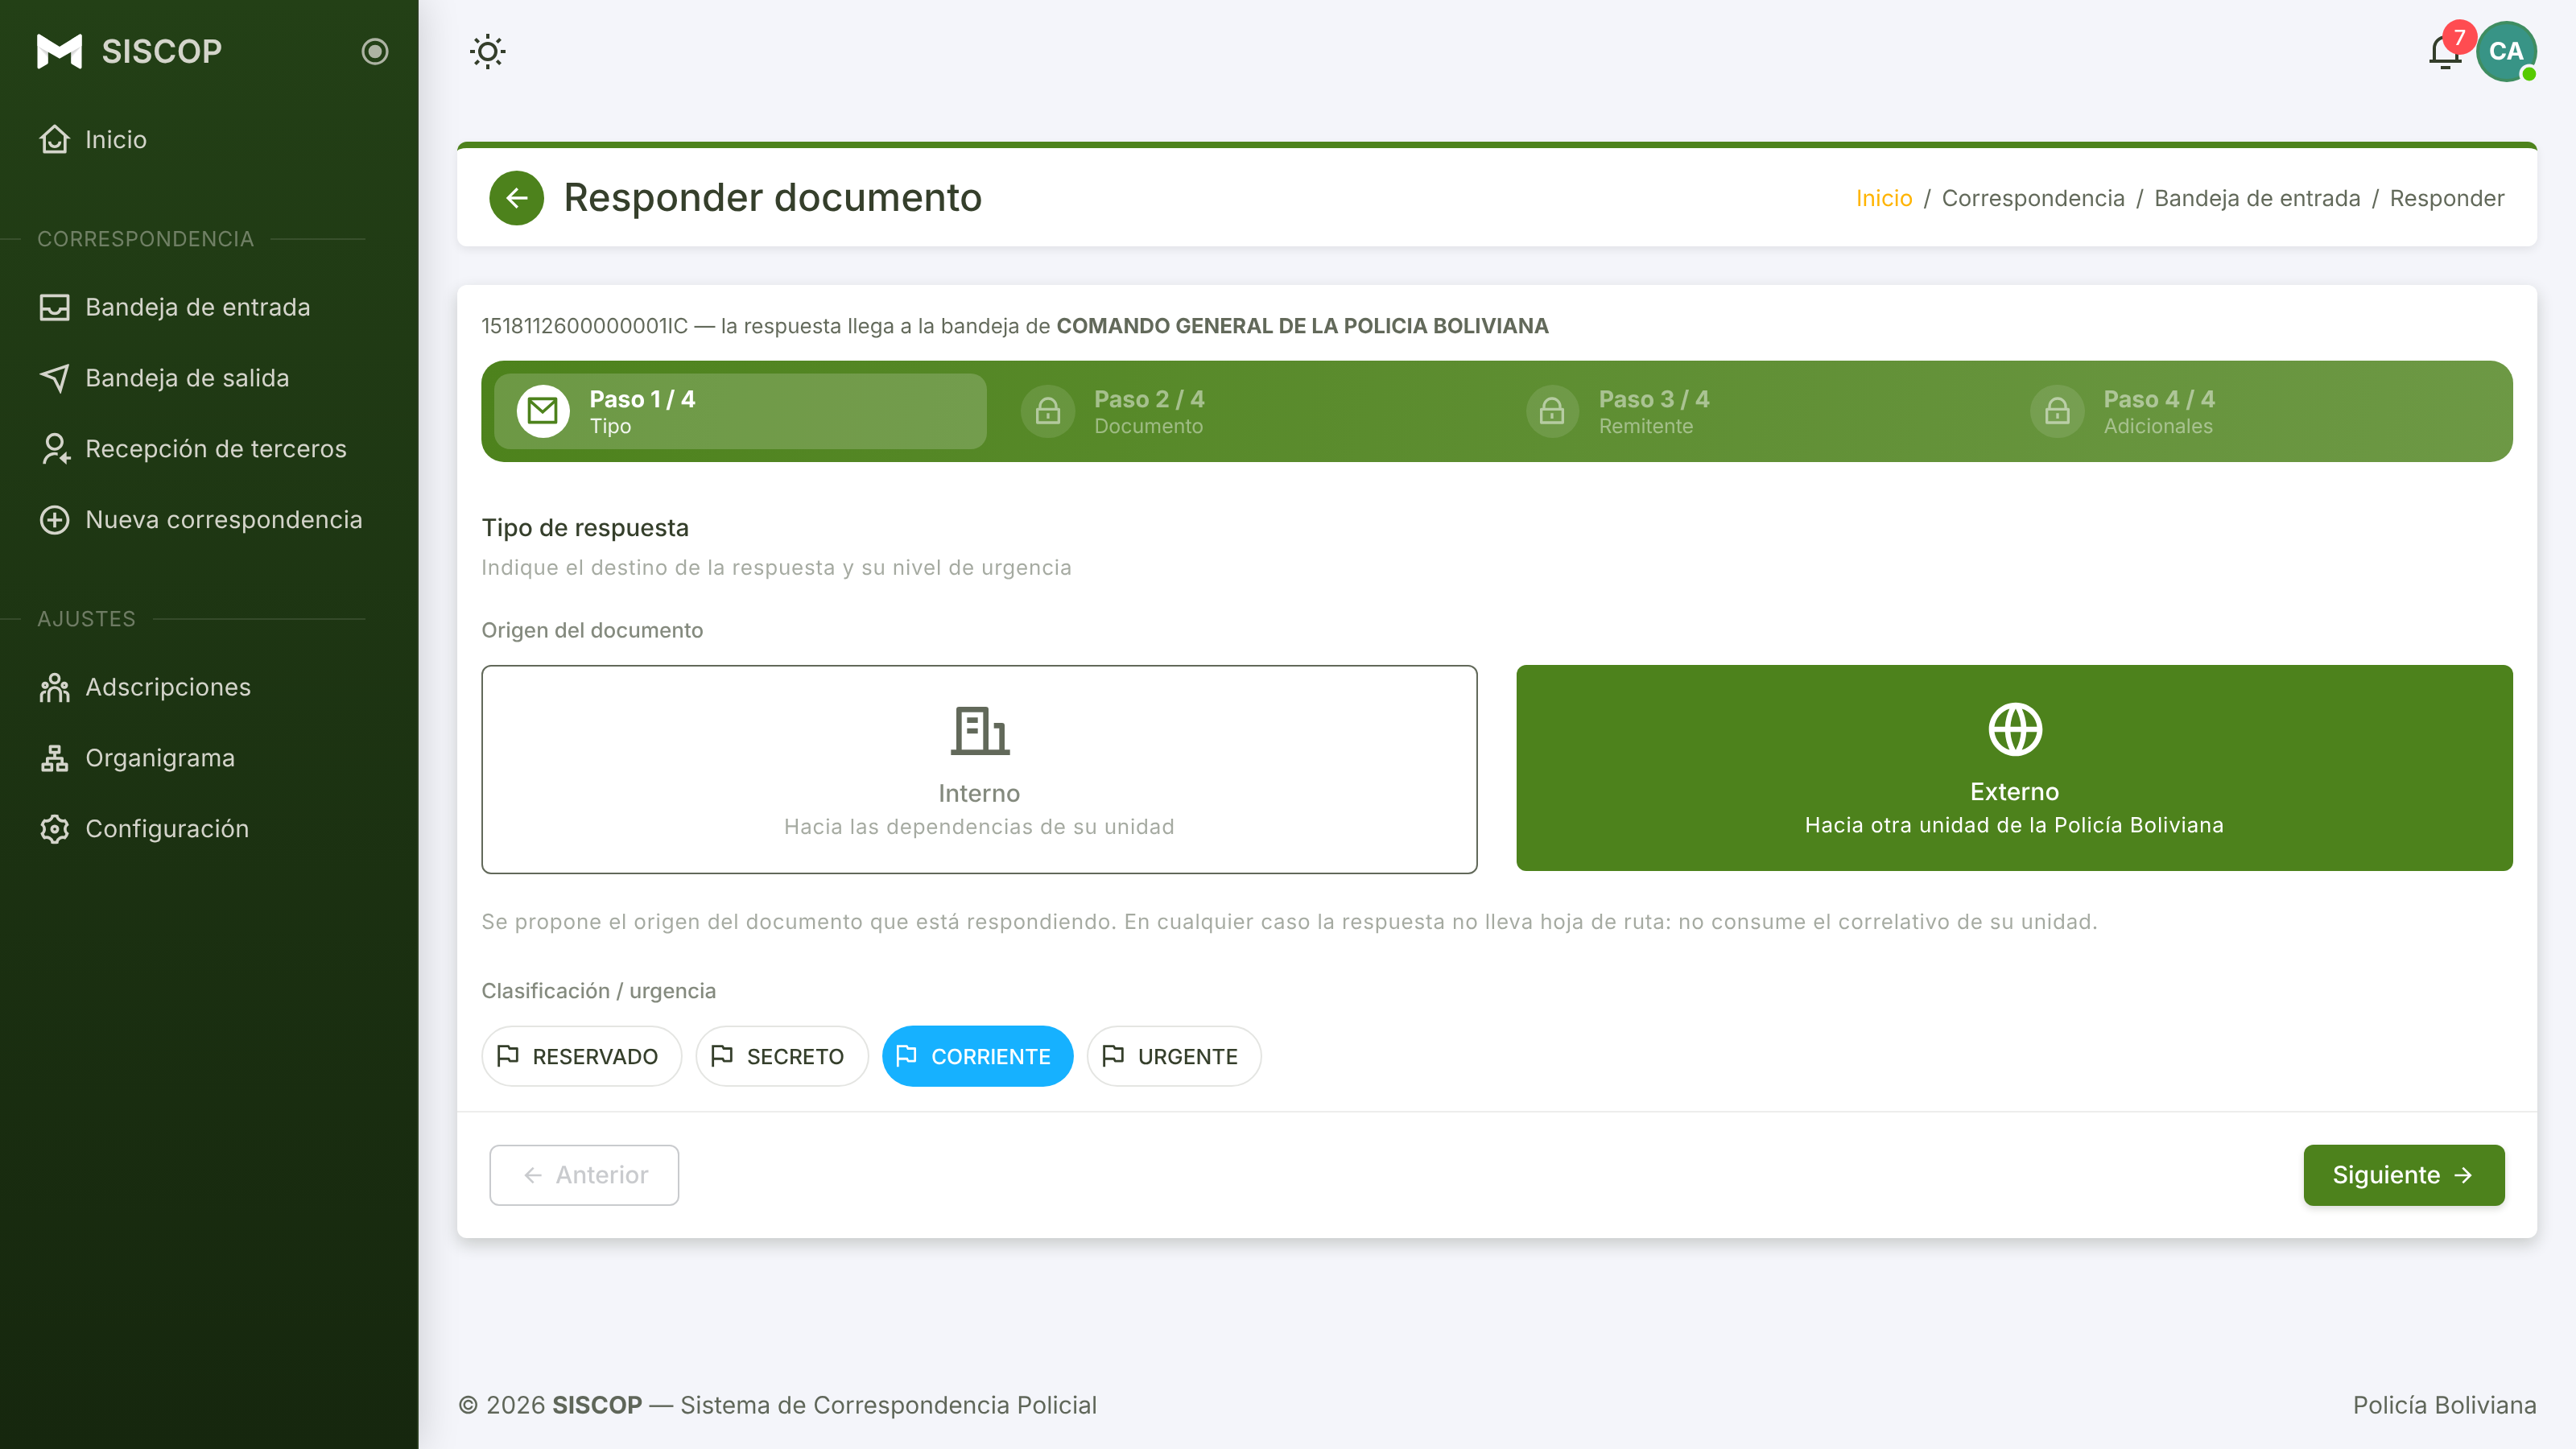 SISCOP
7
CA
Inicio
CORRESPONDENCIA
Bandeja de entrada
Bandeja de salida
Recepción de terceros
Nueva correspondencia
AJUSTES
Adscripciones
Organigrama
Configuración
Responder documento
Inicio / Correspondencia / Bandeja de entrada / Responder
1518112600000001IC — la respuesta llega a la bandeja de COMANDO GENERAL DE LA POLICIA BOLIVIANA
Paso 1 / 4
Tipo
Paso 2 / 4
Documento
Paso 3 / 4
Remitente
Paso 4 / 4
Adicionales
Tipo de respuesta
Indique el destino de la respuesta y su nivel de urgencia
Origen del documento
Interno
Hacia las dependencias de su unidad
Externo
Hacia otra unidad de la Policía Boliviana
Se propone el origen del documento que está respondiendo. En cualquier caso la respuesta no lleva hoja de ruta: no consume el correlativo de su unidad.
Clasificación / urgencia
RESERVADO
SECRETO
CORRIENTE
URGENTE
Anterior
Siguiente
© 2026 SISCOP — Sistema de Correspondencia Policial
Policía Boliviana